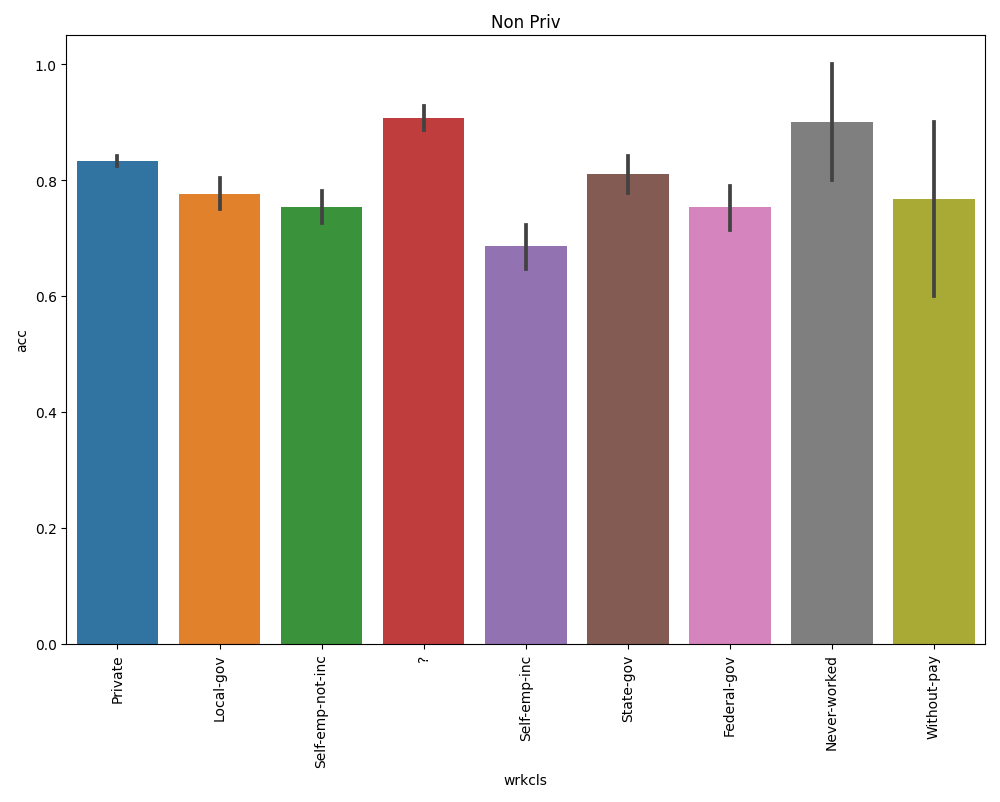 Non Priv
1.0
0.8
0.6
0.4
0.2
0.0
acc
Private
Local-gov
Self-emp-not-inc
?
Self-emp-inc
State-gov
Federal-gov
Never-worked
Without-pay
wrkcls